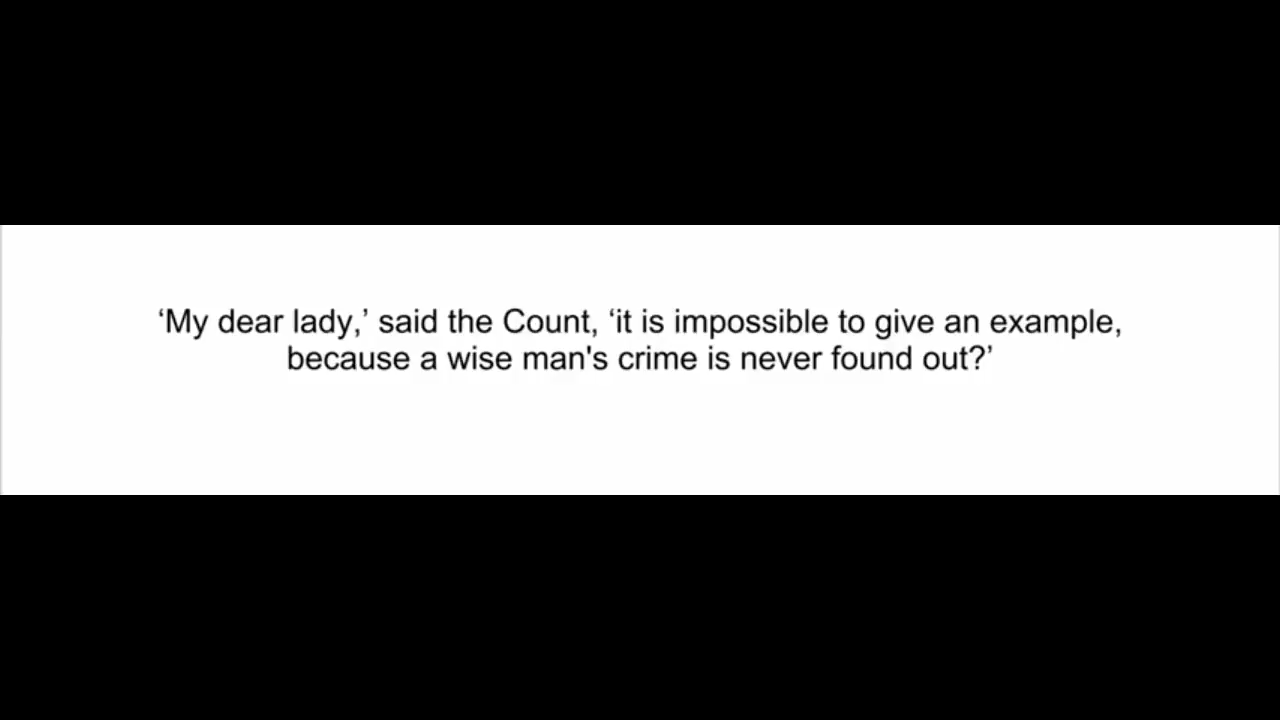 ‘My dear lady,’ said the Count, ‘it is impossible to give an example,
because a wise man's crime is never found out?’